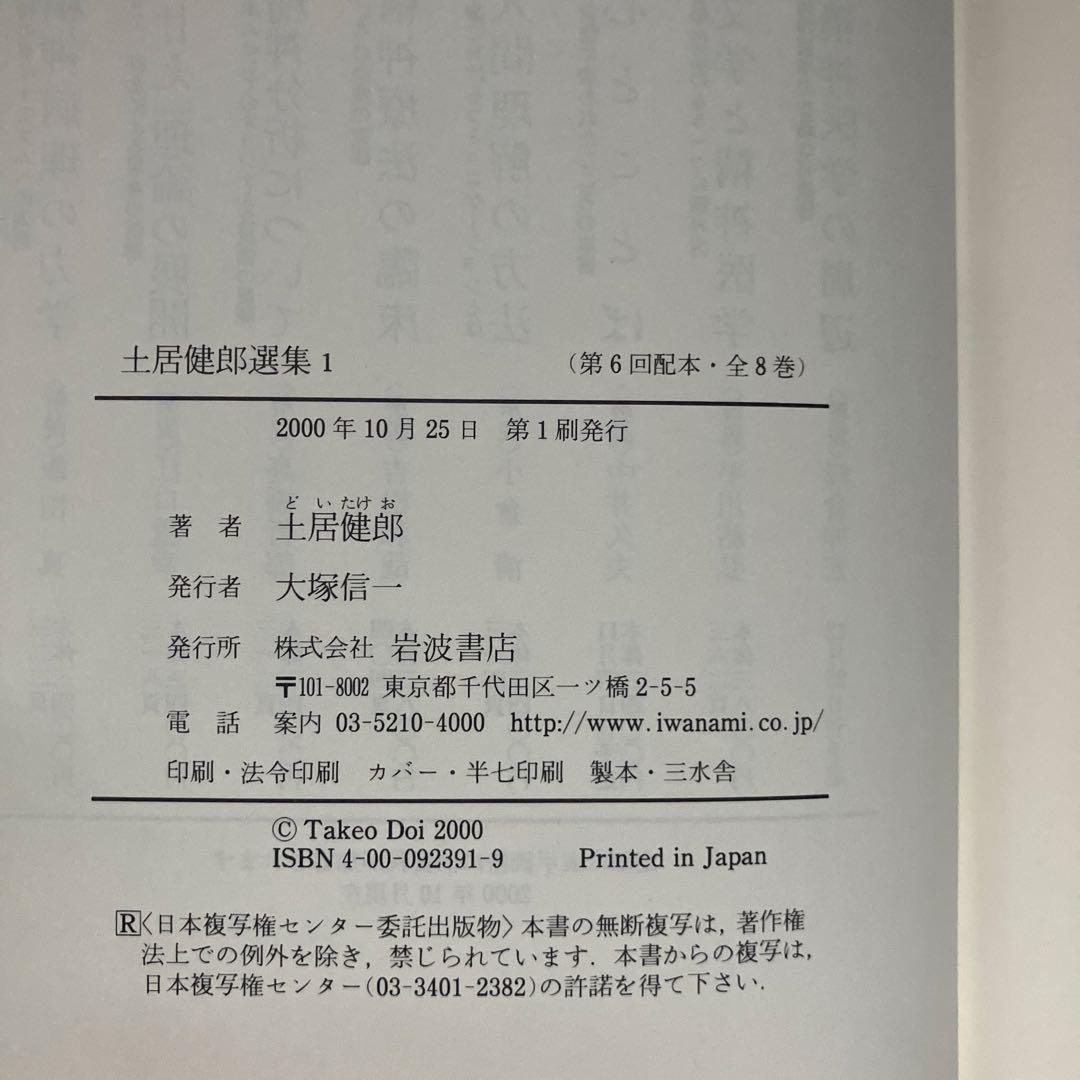 土居健郎選集 1 （第6回配本・全8巻）
2000年10月25日 第1刷発行
ど い たけ お
著 者 土居健郎
発行者 大塚信一
発行所 株式会社 岩波書店
〒101-8002 東京都千代田区一ツ橋2-5-5
電 話 案内 03-5210-4000 http://www.iwanami.co.jp/
印刷・法令印刷 カバー・半七印刷 製本・三水舎
© Takeo Doi 2000
ISBN 4-00-092391-9 Printed in Japan
Ⓡ〈日本複写権センター委託出版物〉本書の無断複写は，著作権
法上での例外を除き，禁じられています．本書からの複写は，
日本複写権センター(03-3401-2382)の許諾を得て下さい．